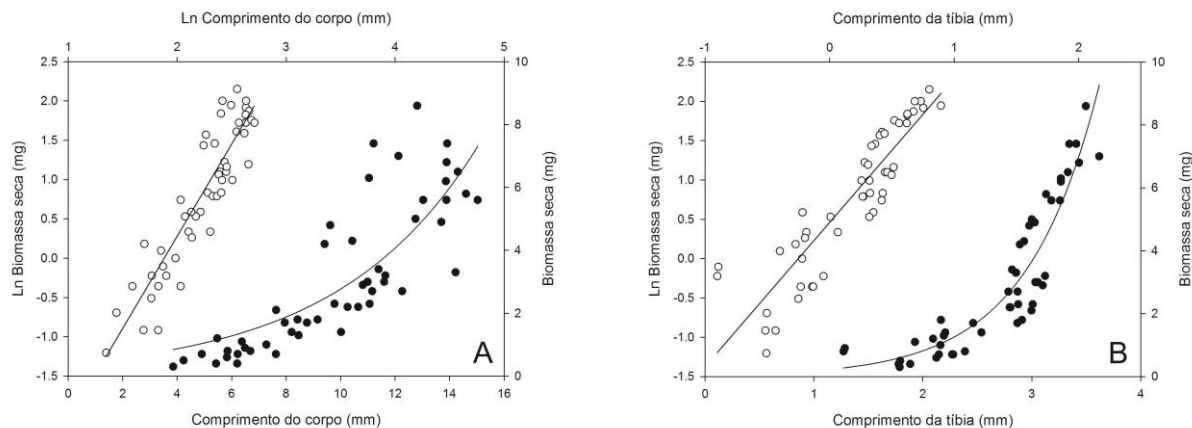 Ln Comprimento do corpo (mm)
1 2 3 4 5
Ln Biomassa seca (mg)
2.5
2.0
1.5
1.0
0.5
0.0
-0.5
-1.0
-1.5
10
8
6
4
2
0
Biomassa seca (mg)
A
0 2 4 6 8 10 12 14 16
Comprimento do corpo (mm)
Comprimento da tíbia (mm)
-1 0 1 2
Ln Biomassa seca (mg)
2.5
2.0
1.5
1.0
0.5
0.0
-0.5
-1.0
-1.5
10
8
6
4
2
0
Biomassa seca (mg)
B
0 1 2 3 4
Comprimento da tíbia (mm)